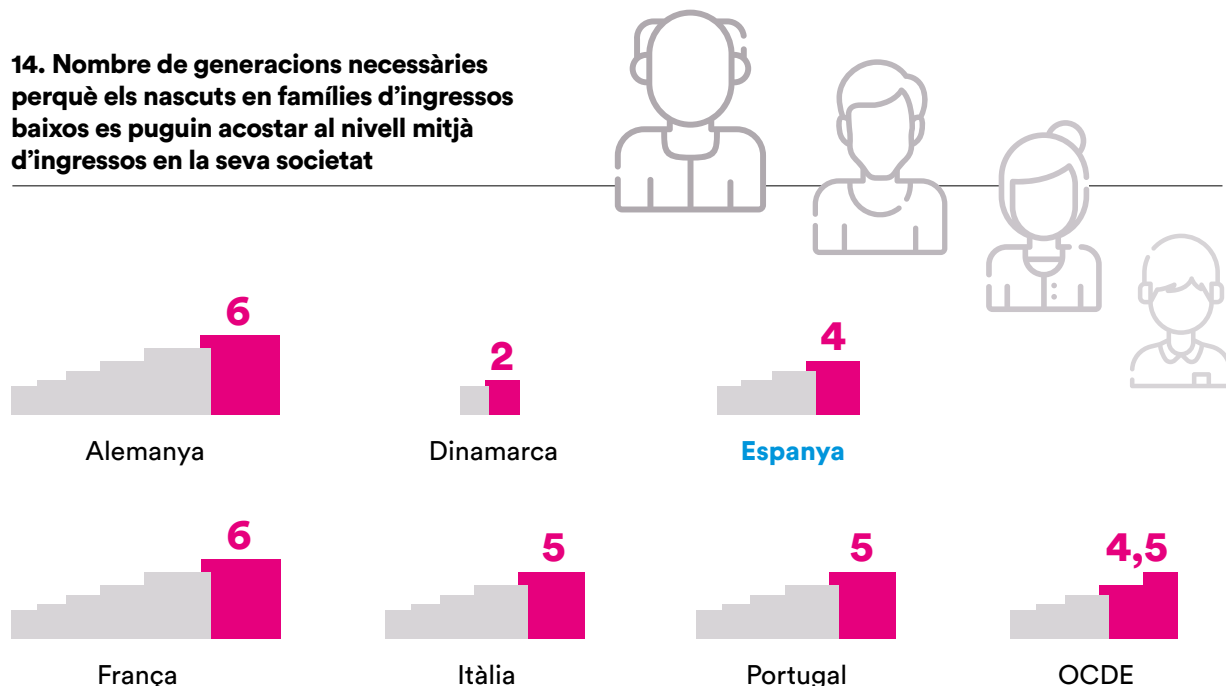 14. Nombre de generacions necessàries
perquè els nascuts en famílies d’ingressos
baixos es puguin acostar al nivell mitjà
d’ingressos en la seva societat
6
2
4
Alemanya
Dinamarca
Espanya
6
5
5
4,5
França
Itàlia
Portugal
OCDE